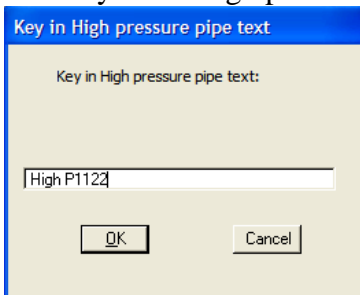 Key in High pressure pipe text
Key in High pressure pipe text:
High P1122
OK
Cancel